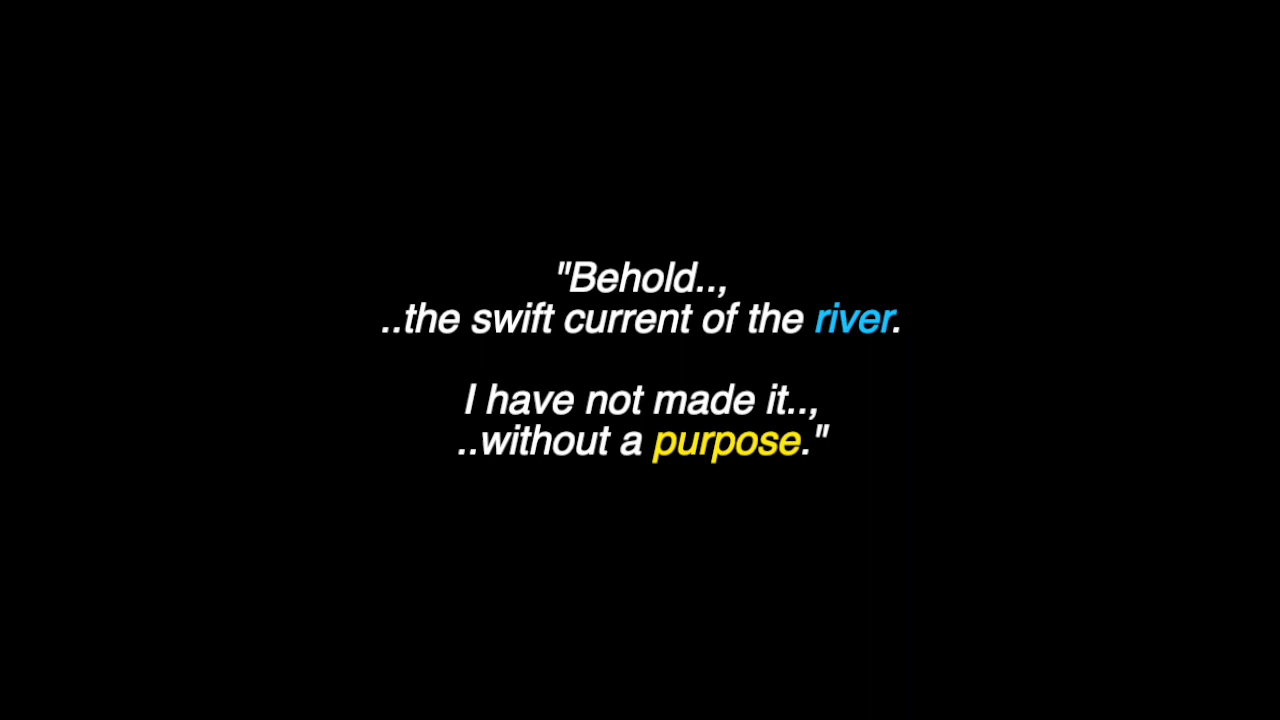 "Behold..,
..the swift current of the river.
I have not made it..,
..without a purpose."